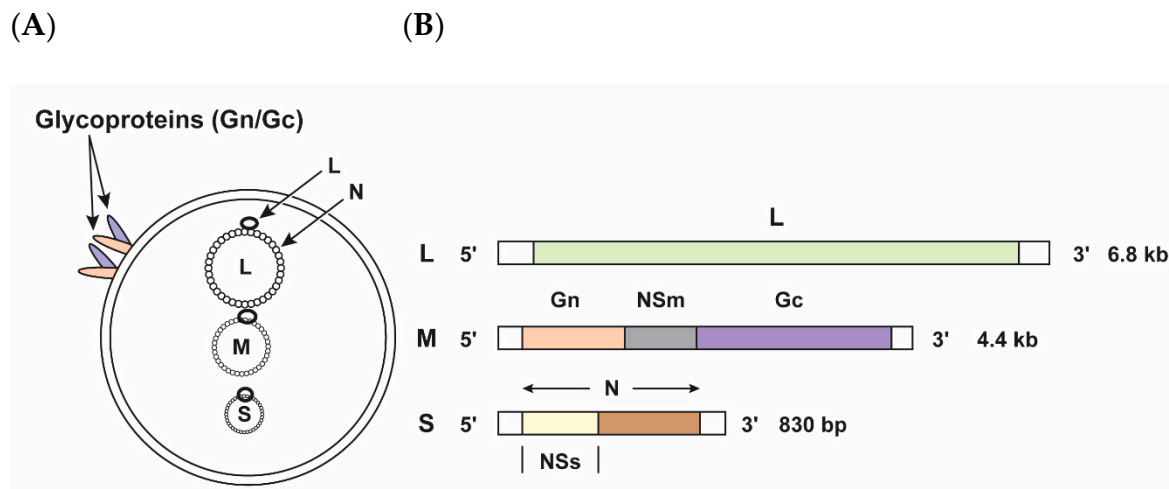 (A)
(B)
Glycoproteins (Gn/Gc)
L
N
L
M
S
L
L 5' 3' 6.8 kb
Gn NSm Gc
M 5' 3' 4.4 kb
N
S 5' 3' 830 bp
NSs